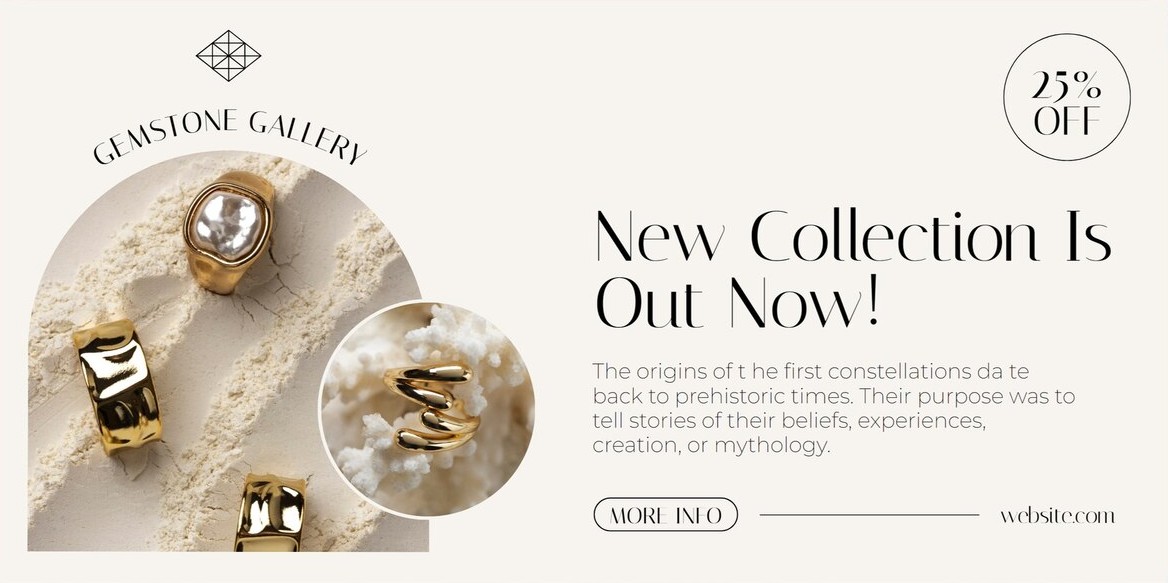 GEMSTONE GALLERY
25%
OFF
New Collection Is
Out Now!
The origins of t he first constellations da te
back to prehistoric times. Their purpose was to
tell stories of their beliefs, experiences,
creation, or mythology.
MORE INFO
website.com